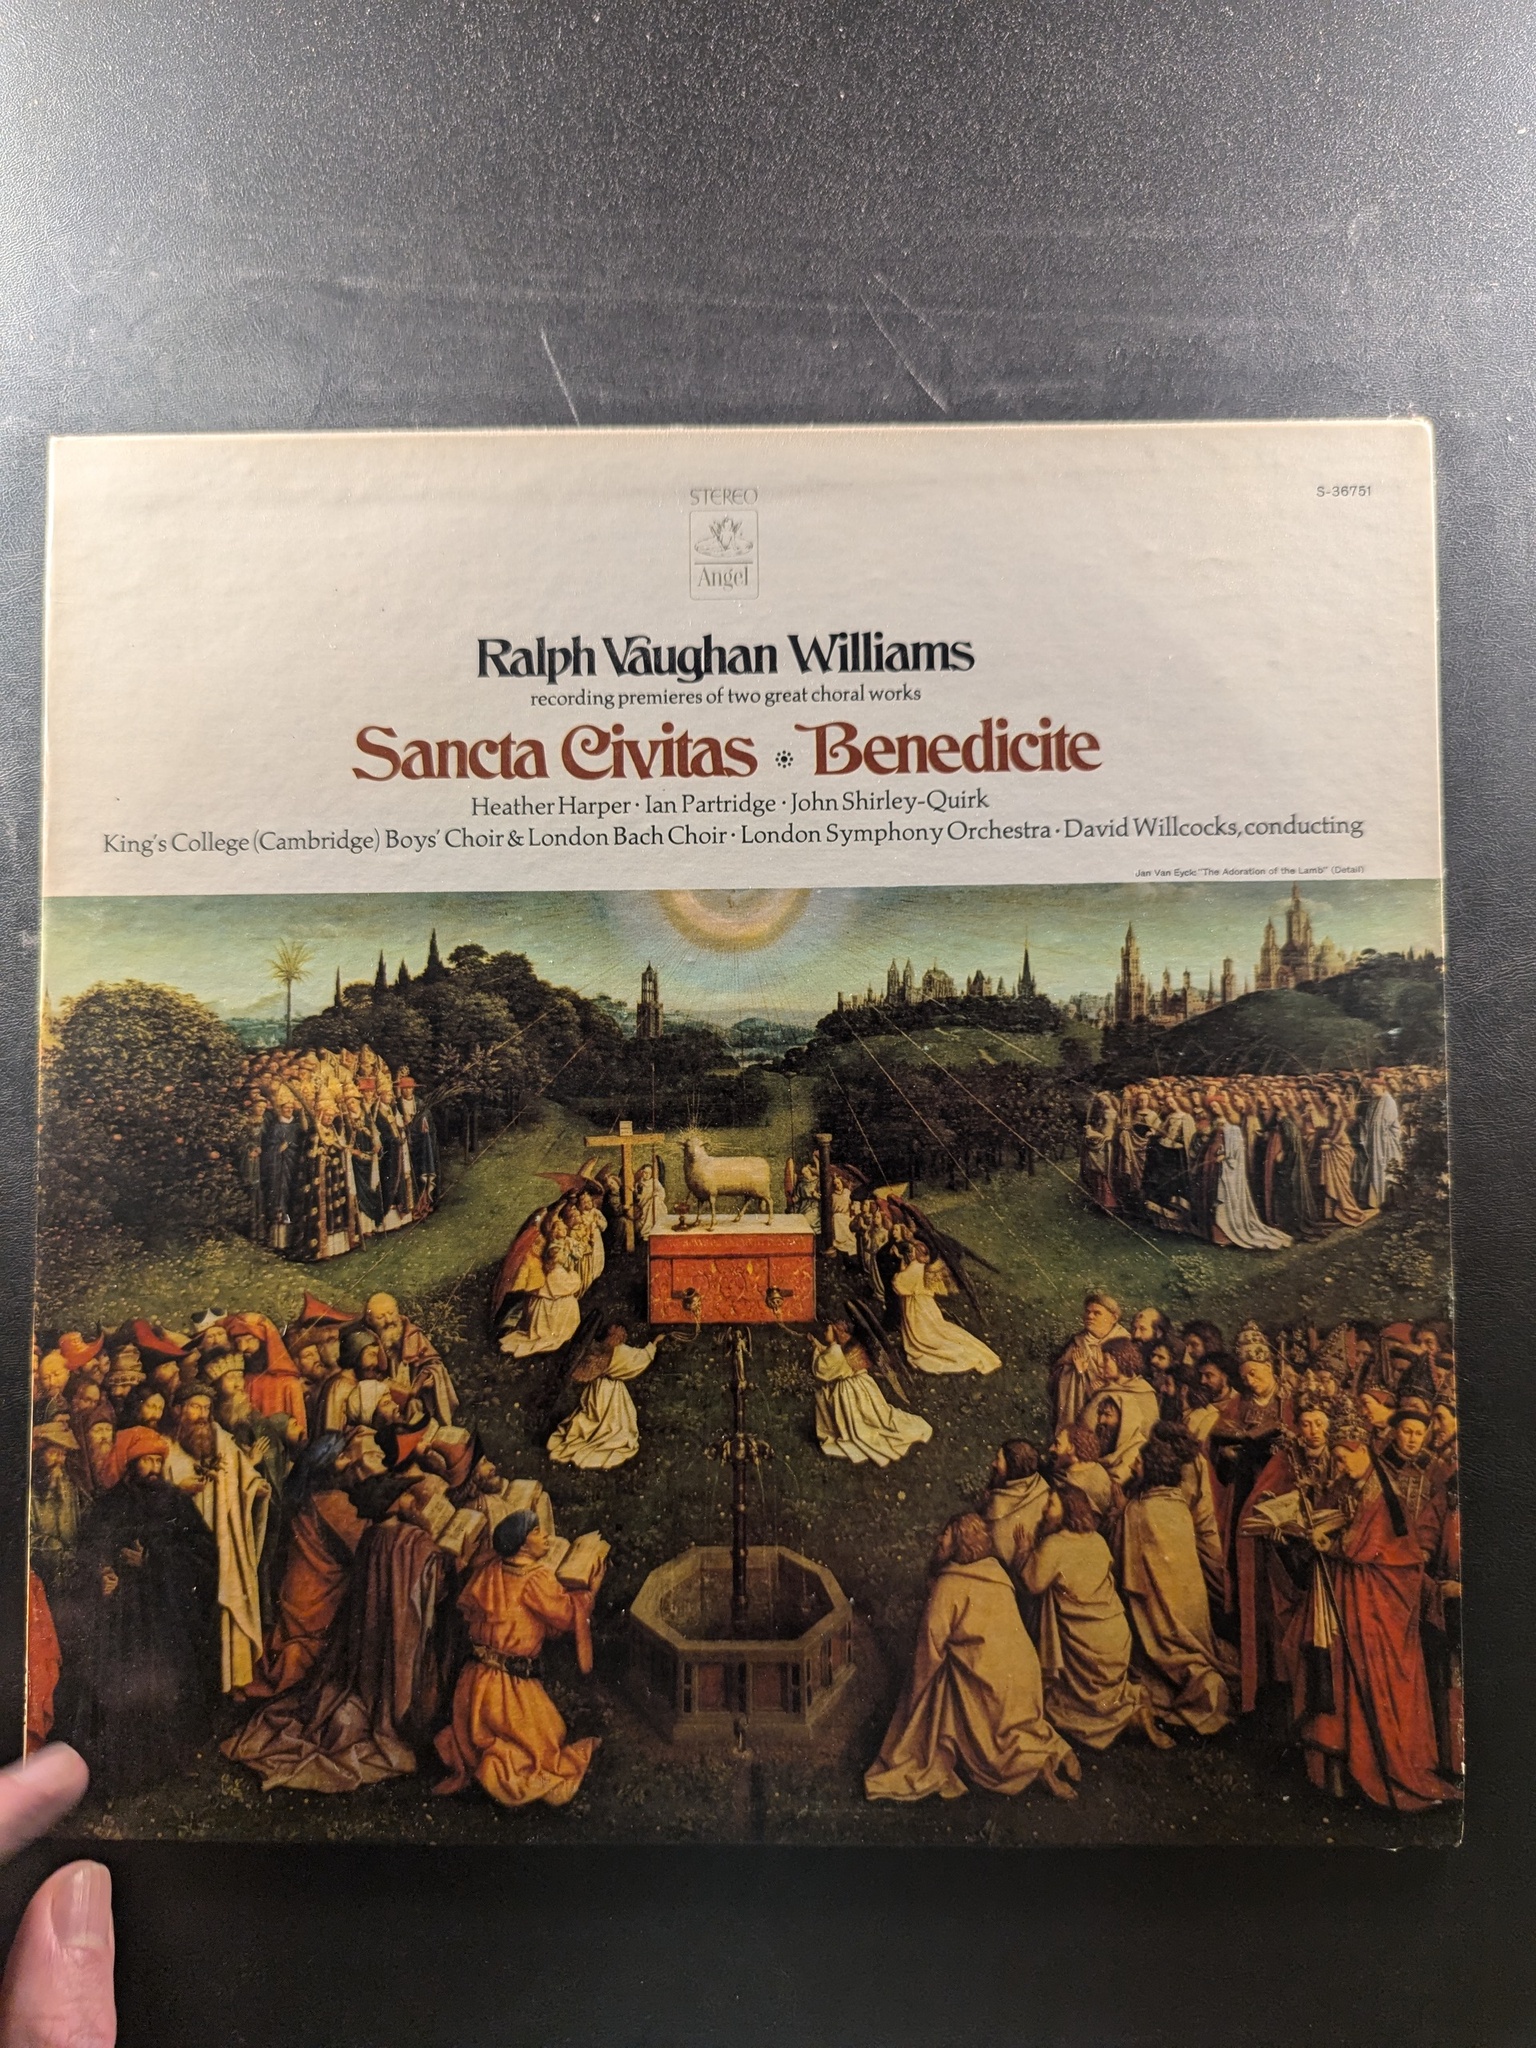 STEREO
S-36751
Angel
Ralph Vaughan Williams
recording premieres of two great choral works
Sancta Civitas Benedicite
Heather Harper · Ian Partridge · John Shirley-Quirk
King's College (Cambridge) Boys' Choir & London Bach Choir · London Symphony Orchestra · David Willcocks, conducting
Jan Van Eyck: "The Adoration of the Lamb" (Detail)